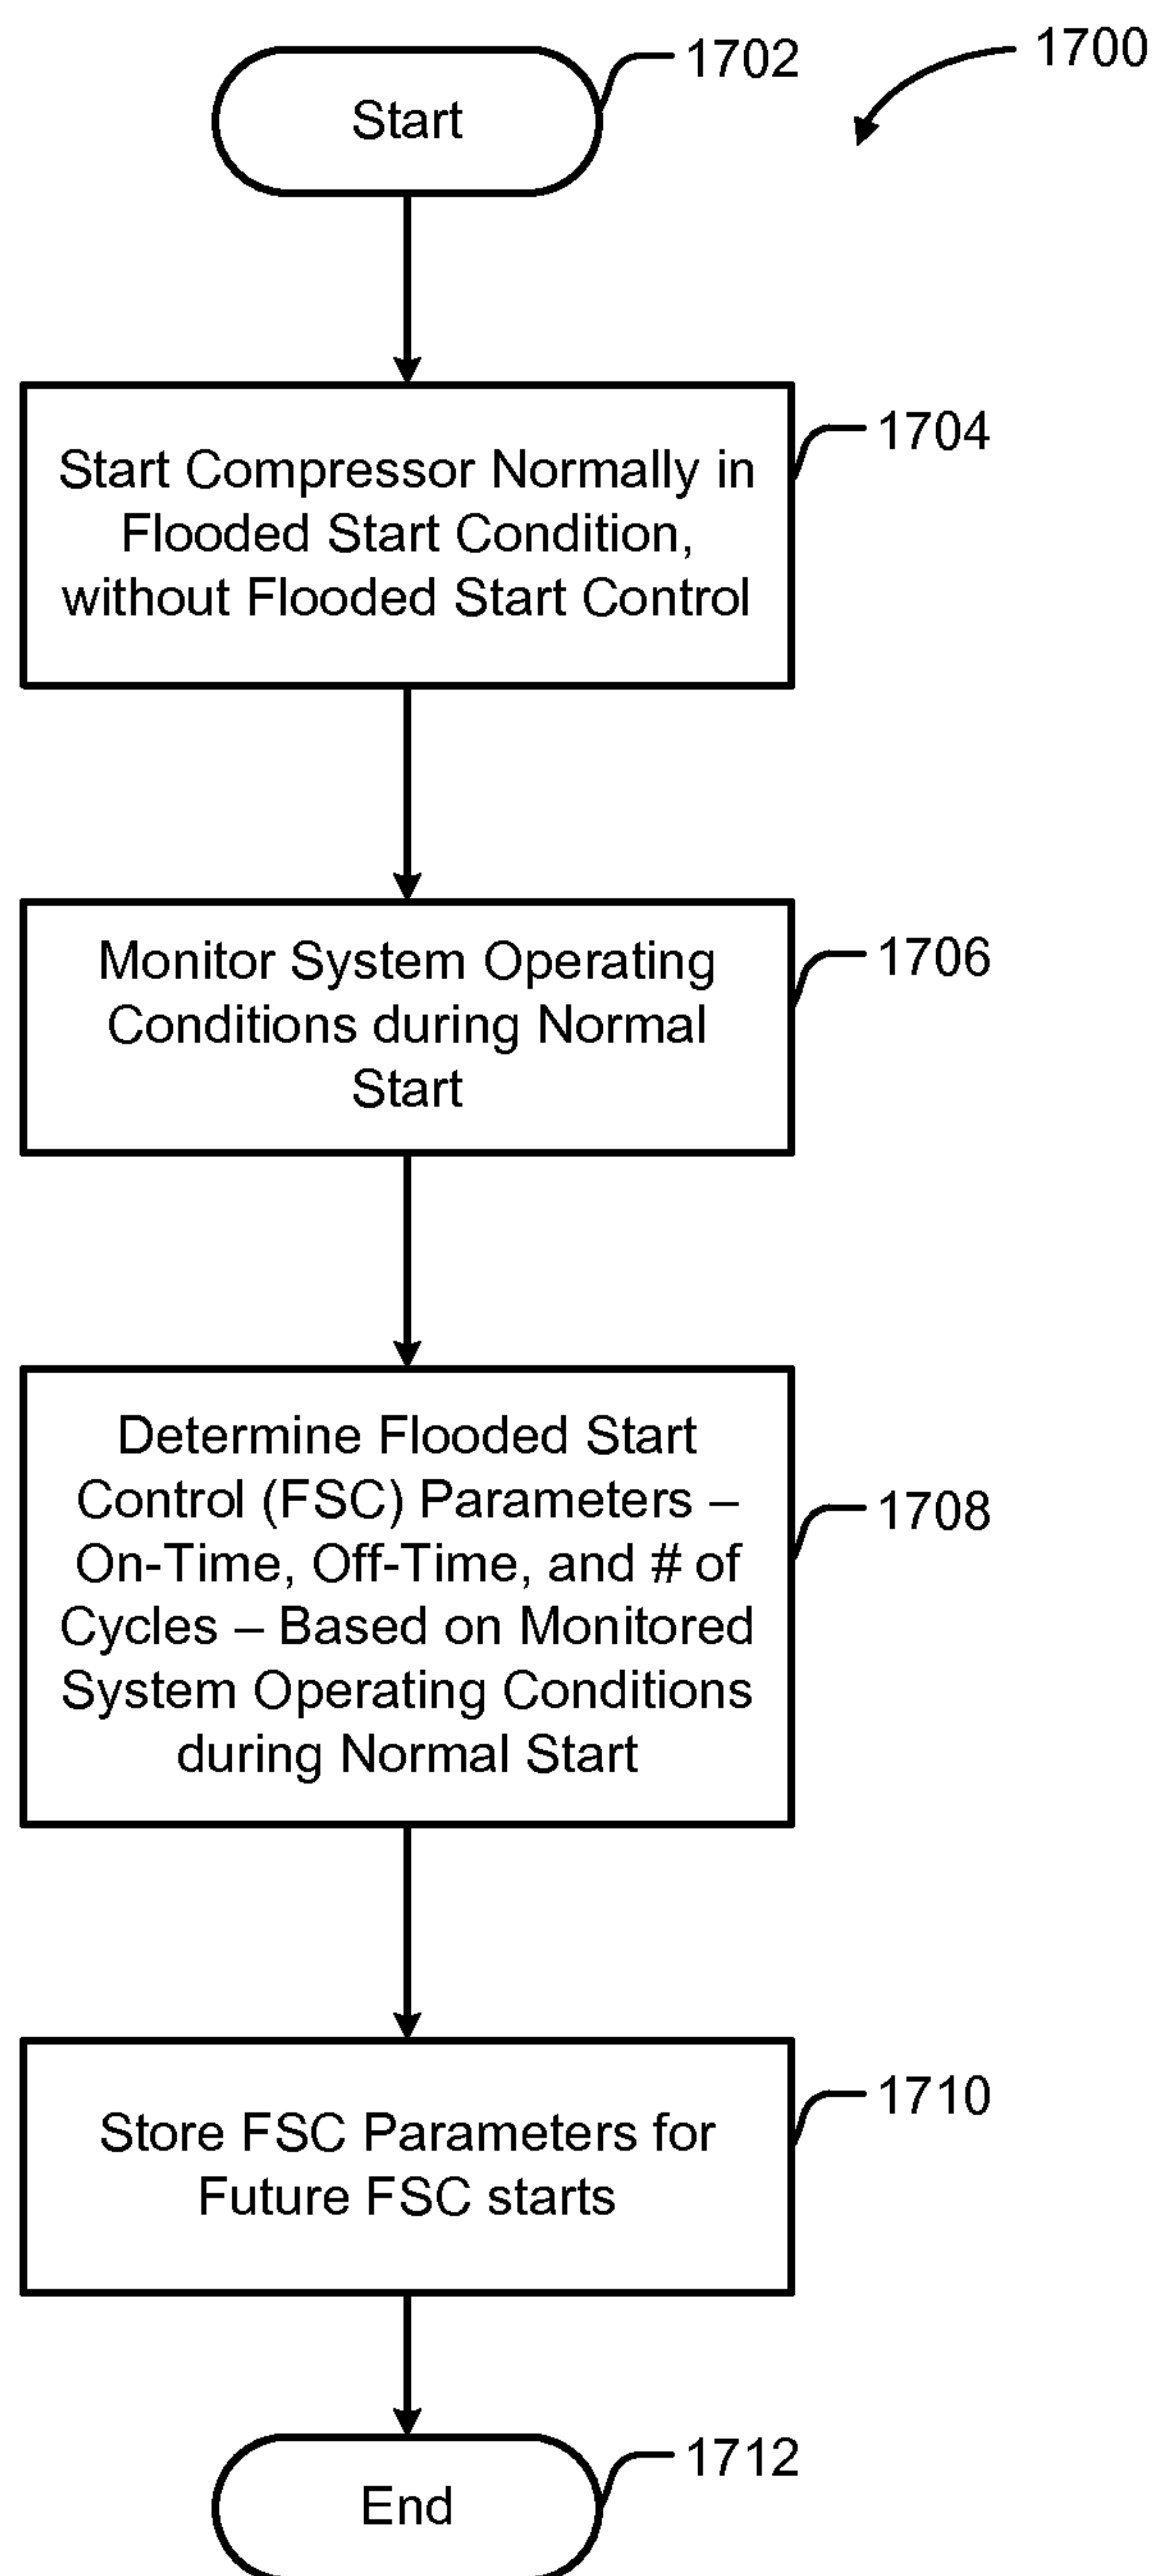 1700
1702
Start
1704
Start Compressor Normally in
Flooded Start Condition,
without Flooded Start Control
1706
Monitor System Operating
Conditions during Normal
Start
1708
Determine Flooded Start
Control (FSC) Parameters –
On-Time, Off-Time, and # of
Cycles – Based on Monitored
System Operating Conditions
during Normal Start
1710
Store FSC Parameters for
Future FSC starts
1712
End